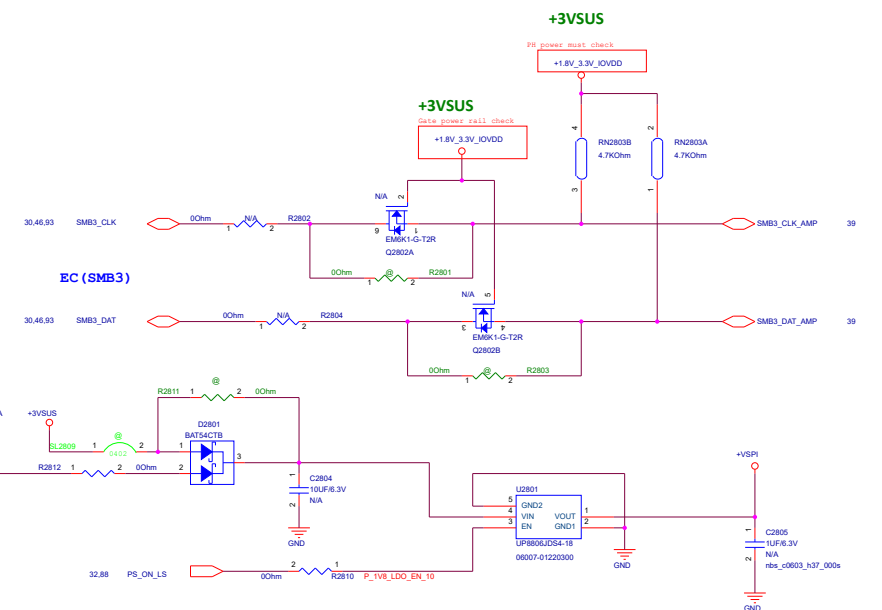 +3VSUS
PH power must check
+1.8V_3.3V_IOVDD
+3VSUS
Gate power rail check
+1.8V_3.3V_IOVDD
4
RN2803B
4.7KOhm
3
2
RN2803A
4.7KOhm
1
N/A
2
30,46,93 SMB3_CLK
0Ohm
N/A
R2802
1 2
6 1
EM6K1-G-T2R
Q2802A
SMB3_CLK_AMP 39
0Ohm
@
R2801
1 2
EC(SMB3)
N/A
5
30,46,93 SMB3_DAT
0Ohm
N/A
R2804
1 2
3 4
EM6K1-G-T2R
Q2802B
SMB3_DAT_AMP 39
0Ohm
@
R2803
1 2
@
R2811 1 2 0Ohm
A
+3VSUS
SL2809
1
@
2
0402
D2801
BAT54CTB
1
2
3
R2812 1 2 0Ohm
1
2
C2804
10UF/6.3V
N/A
GND
U2801
5 GND2
4 VIN VOUT 1
3 EN GND1 2
UP8806JDS4-18
06007-01220300
GND
+VSPI
1
2
C2805
1UF/6.3V
N/A
nbs_c0603_h37_000s
GND
32,88 PS_ON_LS
2 1
0Ohm R2810 P_1V8_LDO_EN_10